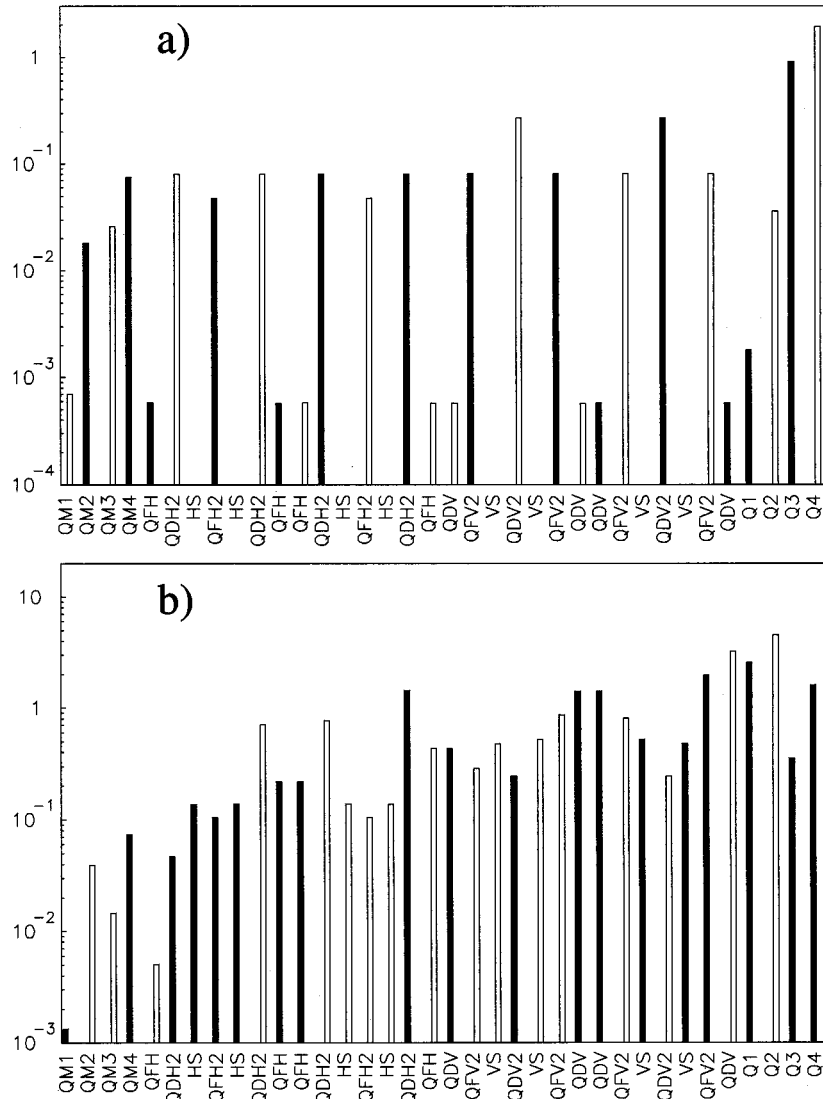 a)
1
10⁻¹
10⁻²
10⁻³
10⁻⁴
QM1
QM2
QM3
QM4
QFH
QDH2
HS
QFH2
HS
QDH2
QFH
QFH
QDH2
HS
QFH2
HS
QDH2
QFH
QDV
QFV2
VS
QDV2
VS
QFV2
QDV
QDV
QFV2
VS
QDV2
VS
QFV2
QDV
Q1
Q2
Q3
Q4
b)
10
1
10⁻¹
10⁻²
10⁻³
QM1
QM2
QM3
QM4
QFH
QDH2
HS
QFH2
HS
QDH2
QFH
QFH
QDH2
HS
QFH2
HS
QDH2
QFH
QDV
QFV2
VS
QDV2
VS
QFV2
QDV
QDV
QFV2
VS
QDV2
VS
QFV2
QDV
Q1
Q2
Q3
Q4